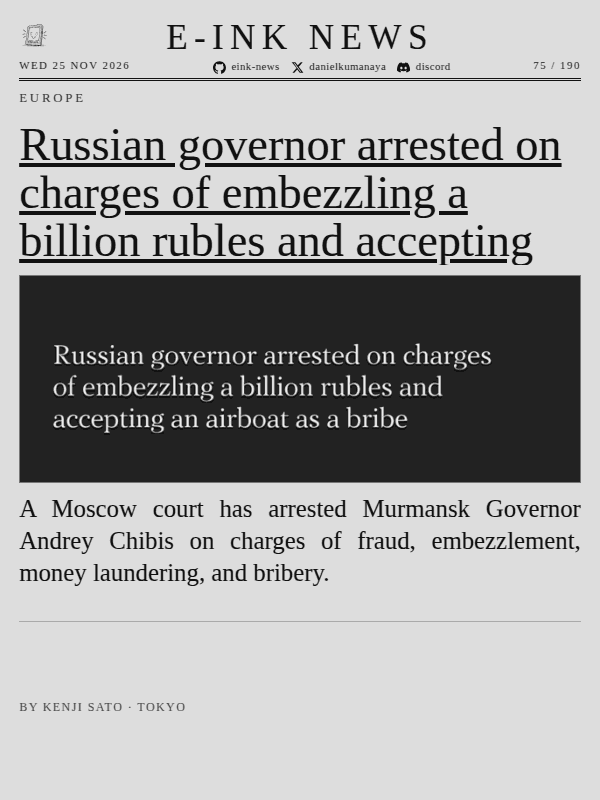 E-INK NEWS
WED 25 NOV 2026
eink-news
danielkumanaya
discord
75 / 190
EUROPE
Russian governor arrested on
charges of embezzling a
billion rubles and accepting
Russian governor arrested on charges
of embezzling a billion rubles and
accepting an airboat as a bribe
A Moscow court has arrested Murmansk Governor
Andrey Chibis on charges of fraud, embezzlement,
money laundering, and bribery.
BY KENJI SATO · TOKYO